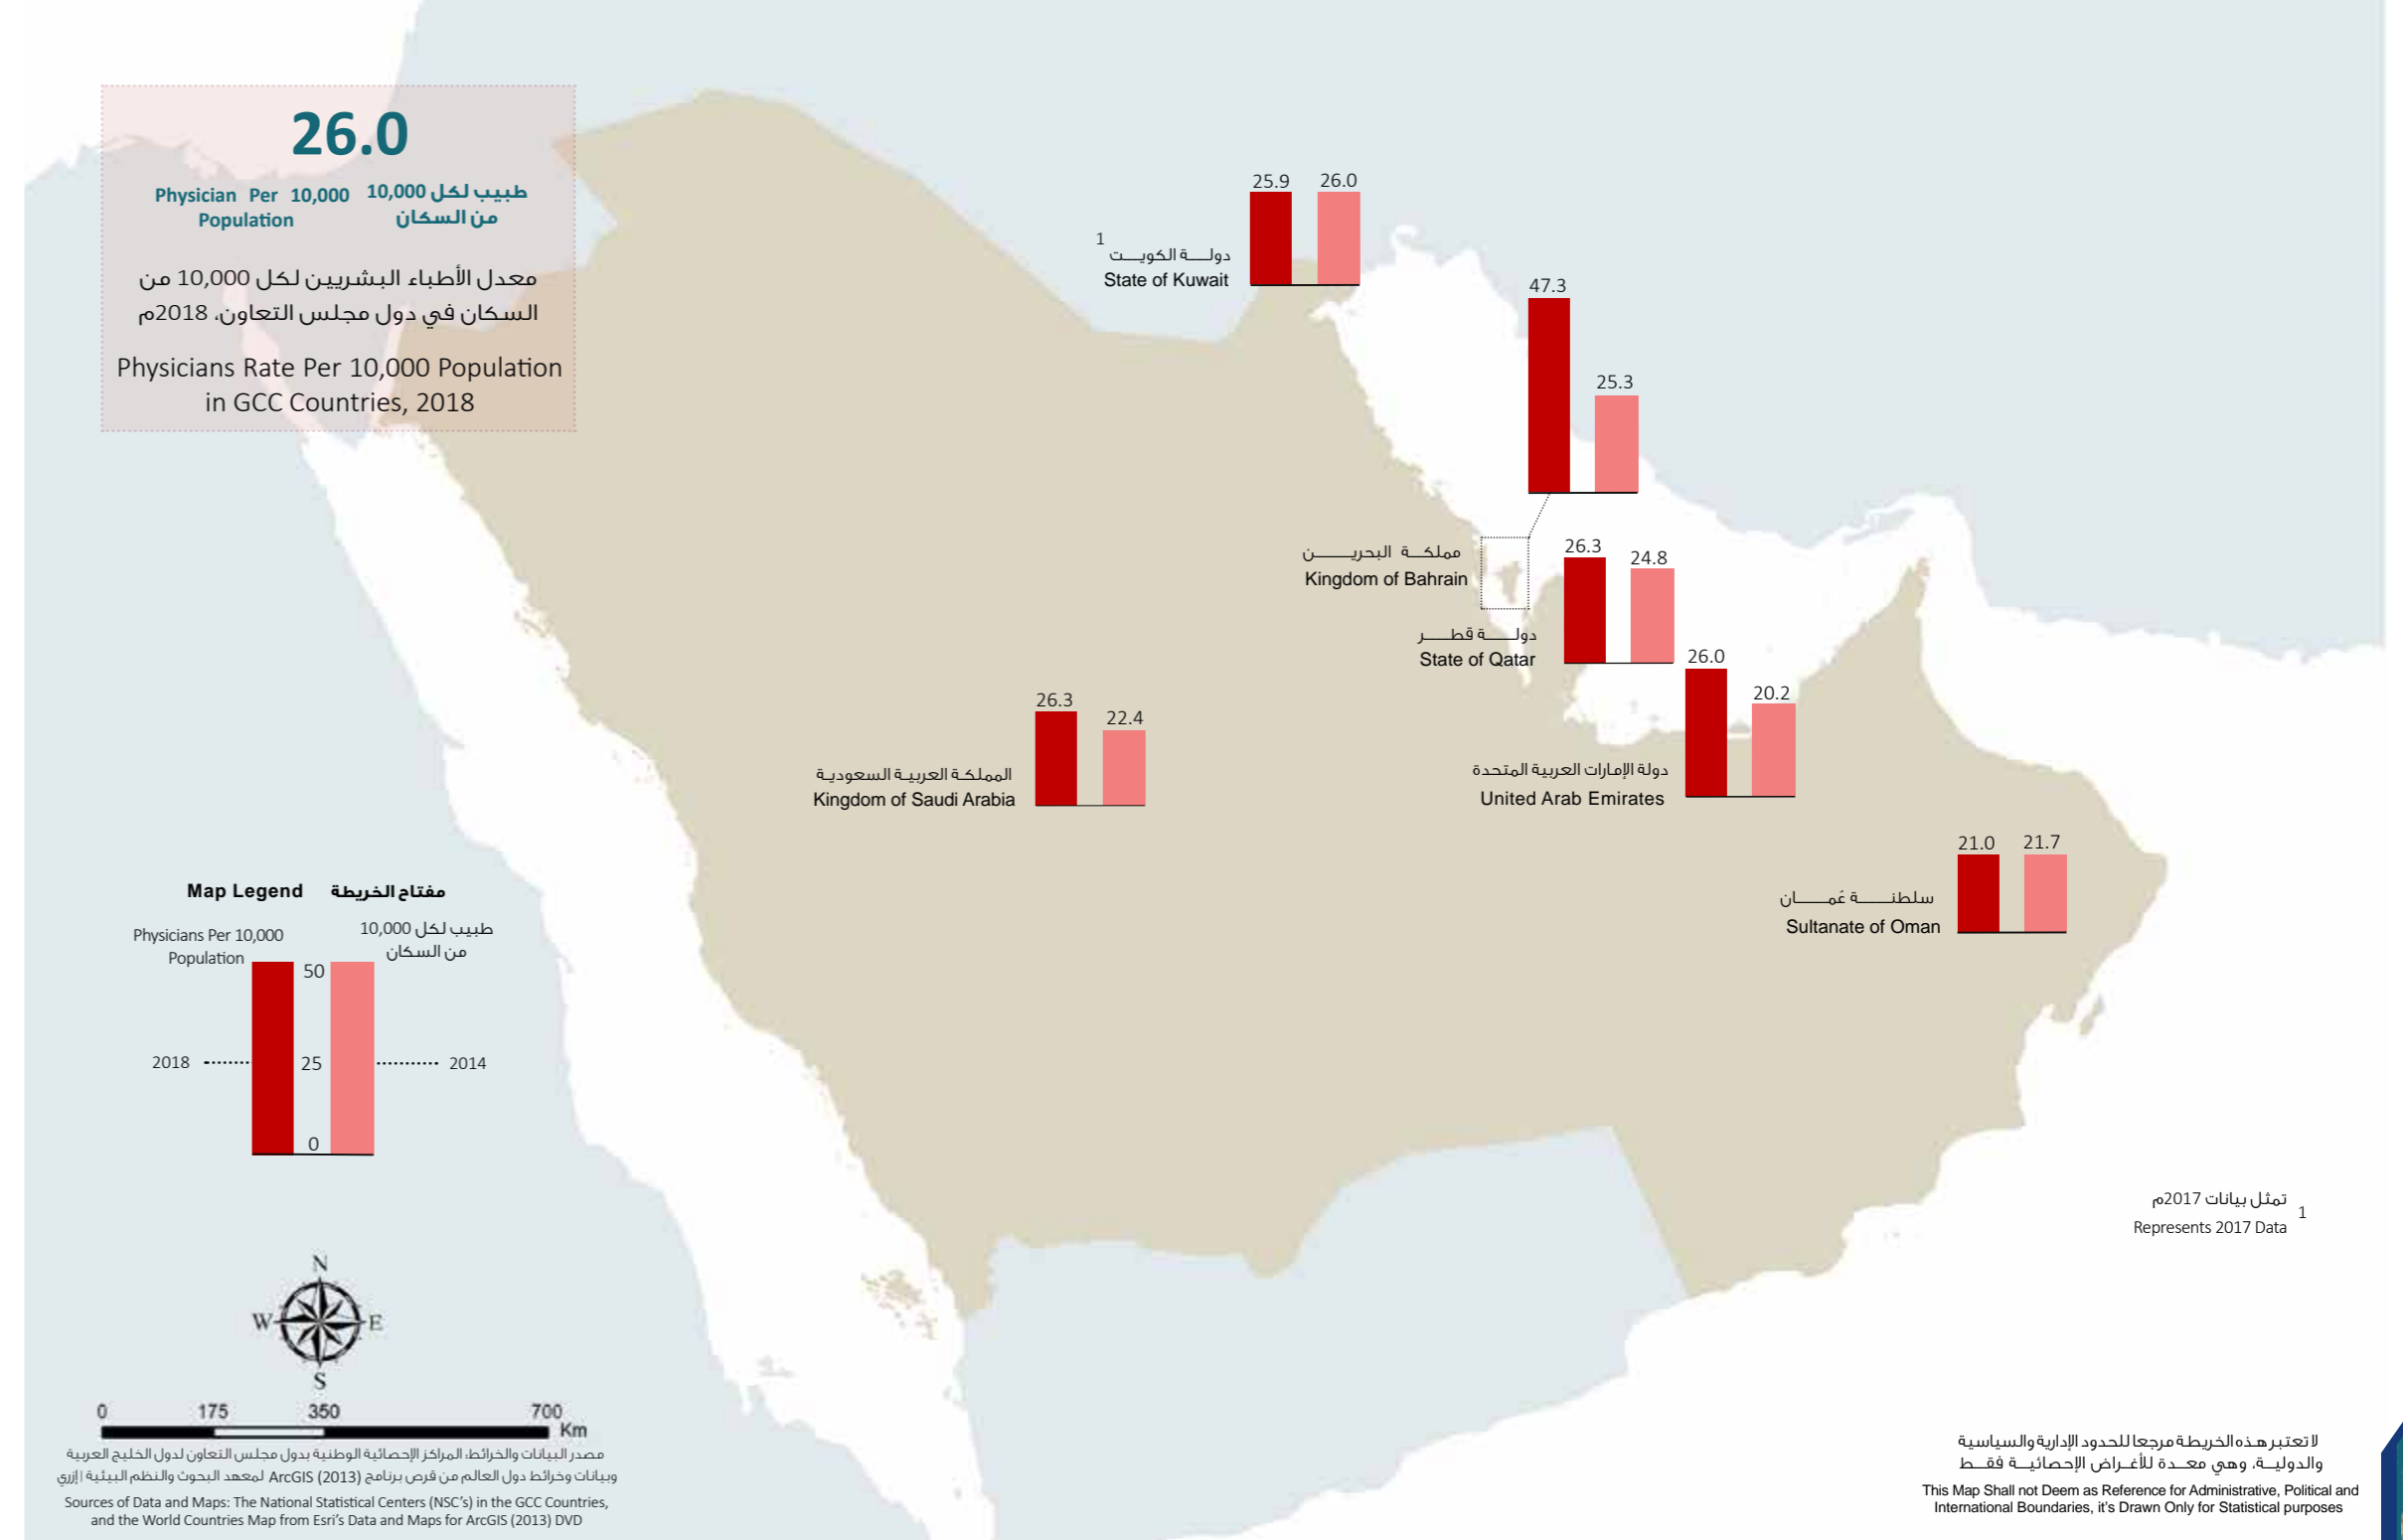 26.0
Physician Per 10,000
Population
طبيب لكل 10,000
من السكان
معدل الأطباء البشريين لكل 10,000 من
السكان في دول مجلس التعاون، 2018م
Physicians Rate Per 10,000 Population
in GCC Countries, 2018
25.9 26.0
1
دولة الكويت
State of Kuwait
47.3
25.3
مملكة البحرين
Kingdom of Bahrain
26.3
24.8
دولة قطر
State of Qatar
26.0
20.2
دولة الإمارات العربية المتحدة
United Arab Emirates
26.3
22.4
المملكة العربية السعودية
Kingdom of Saudi Arabia
21.0 21.7
سلطنة عُمان
Sultanate of Oman
Map Legend مفتاح الخريطة
Physicians Per 10,000
Population
طبيب لكل 10,000
من السكان
50
2018 25 2014
0
تمثل بيانات 2017م
1
Represents 2017 Data
N
W E
S
0 175 350 700
Km
مصدر البيانات والخرائط: المراكز الإحصائية الوطنية بدول مجلس التعاون لدول الخليج العربية
وبيانات وخرائط دول العالم من قرص برنامج ArcGIS (2013) لمعهد البحوث والنظم البيئية | إزري
Sources of Data and Maps: The National Statistical Centers (NSC's) in the GCC Countries,
and the World Countries Map from Esri's Data and Maps for ArcGIS (2013) DVD
لا تعتبر هذه الخريطة مرجعا للحدود الإدارية والسياسية
والدولية، وهي معدة للأغراض الإحصائية فقط
This Map Shall not Deem as Reference for Administrative, Political and
International Boundaries, it's Drawn Only for Statistical purposes